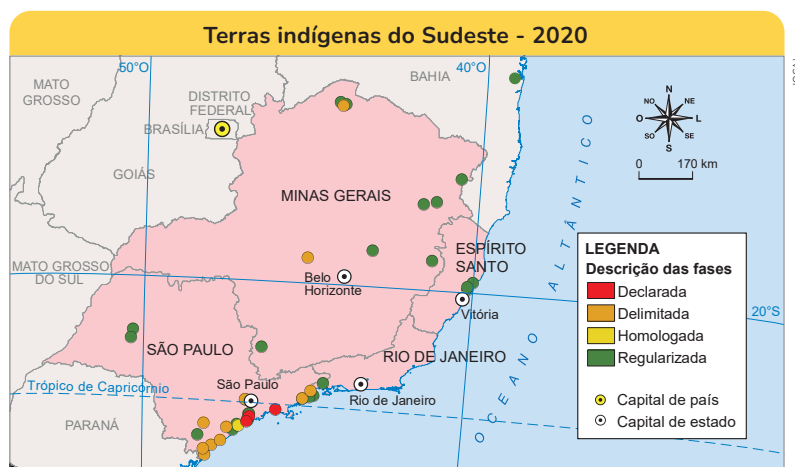 Terras indígenas do Sudeste - 2020
50°O
40°O
BAHIA
MATO
GROSSO
DISTRITO
FEDERAL
BRASÍLIA
GOIÁS
N
NO
NE
O
L
SO
SE
S
0
170 km
MINAS GERAIS
OCEANO ATLÂNTICO
ESPÍRITO
SANTO
MATO GROSSO
DO SUL
Belo
Horizonte
Vitória
20°S
SÃO PAULO
RIO DE JANEIRO
São Paulo
Rio de Janeiro
Trópico de Capricórnio
PARANÁ
LEGENDA
Descrição das fases
Declarada
Delimitada
Homologada
Regularizada
Capital de país
Capital de estado